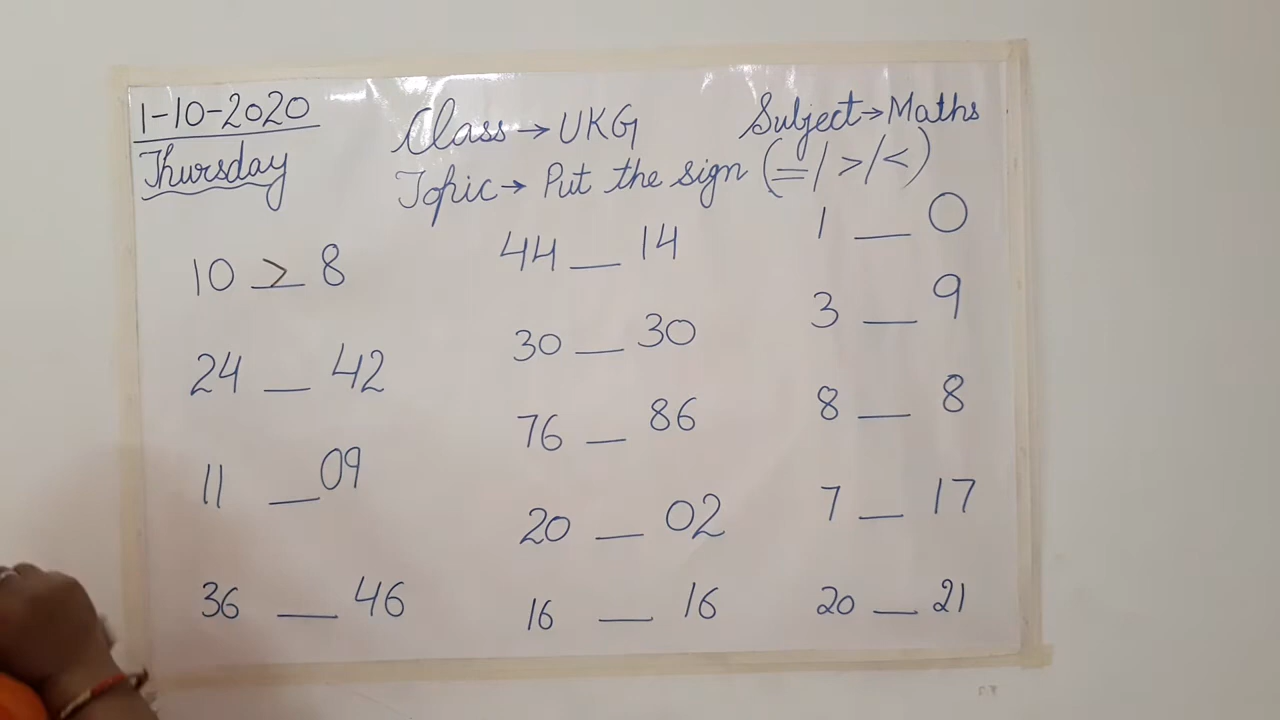 1-10-2020
Thursday
Class → UKG
Subject → Maths
Topic → Put the sign (=/>/<)
10 > 8
24 __ 42
11 __ 09
36 __ 46
44 __ 14
30 __ 30
76 __ 86
20 __ 02
16 __ 16
1 __ 0
3 __ 9
8 __ 8
7 __ 17
20 __ 21